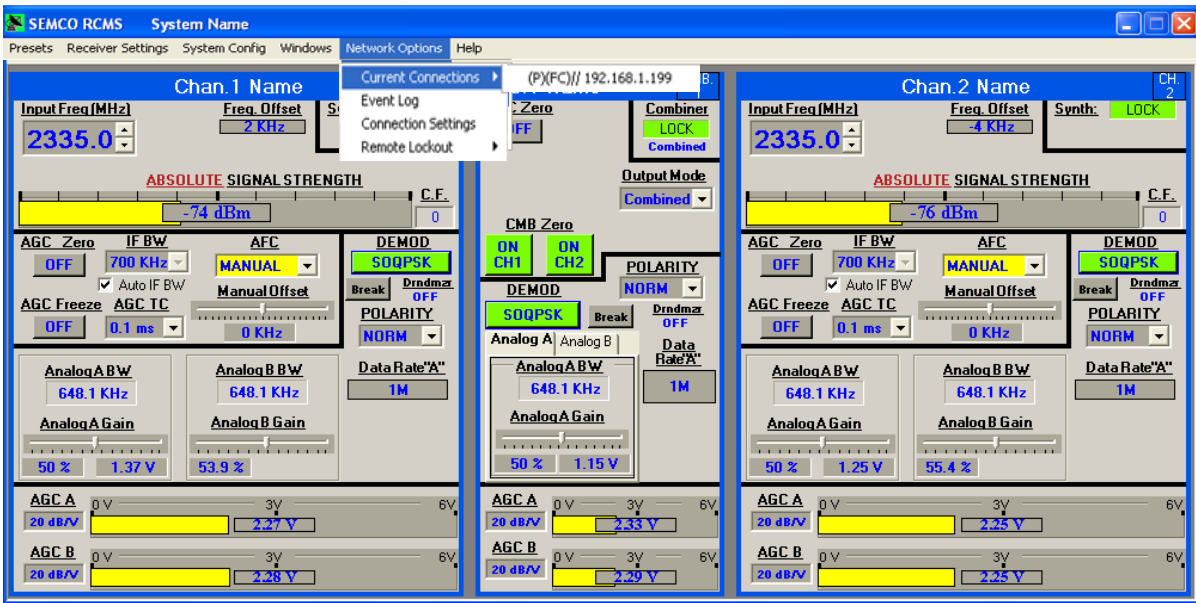 SEMCO RCMS System Name
Presets Receiver Settings System Config Windows Network Options Help
Current Connections (P)(FC)// 192.168.1.199
Event Log
Connection Settings
Remote Lockout
Chan.1 Name
Input Freq (MHz)
Freq. Offset
2335.0
2 KHz
ABSOLUTE SIGNAL STRENGTH
C.F.
-74 dBm
0
AGC Zero
IF BW
AFC
DEMOD
OFF
700 KHz
MANUAL
SOQPSK
Auto IF BW
Manual Offset
Break
Drndmzr
OFF
AGC Freeze
AGC TC
POLARITY
OFF
0.1 ms
0 KHz
NORM
Analog A BW
Analog B BW
Data Rate"A"
648.1 KHz
648.1 KHz
1M
Analog A Gain
Analog B Gain
50 %
1.37 V
53.9 %
AGC A
0 V
3V
6V
20 dB/V
2.27 V
AGC B
0 V
3V
6V
20 dB/V
2.28 V
Zero
Combiner
LOCK
Combined
Output Mode
Combined
CMB Zero
ON
CH1
ON
CH2
POLARITY
NORM
DEMOD
SOQPSK
Break
Drndmzr
OFF
Analog A
Analog B
Data
Rate"A"
Analog A BW
648.1 KHz
1M
Analog A Gain
50 %
1.15 V
AGC A
0 V
3V
6V
20 dB/V
2.33 V
AGC B
0 V
3V
6V
20 dB/V
2.29 V
Chan.2 Name
CH.
2
Input Freq (MHz)
Freq. Offset
Synth:
LOCK
2335.0
-4 KHz
ABSOLUTE SIGNAL STRENGTH
C.F.
-76 dBm
0
AGC Zero
IF BW
AFC
DEMOD
OFF
700 KHz
MANUAL
SOQPSK
Auto IF BW
Manual Offset
Break
Drndmzr
OFF
AGC Freeze
AGC TC
POLARITY
OFF
0.1 ms
0 KHz
NORM
Analog A BW
Analog B BW
Data Rate"A"
648.1 KHz
648.1 KHz
1M
Analog A Gain
Analog B Gain
50 %
1.25 V
55.4 %
AGC A
0 V
3V
6V
20 dB/V
2.25 V
AGC B
0 V
3V
6V
20 dB/V
2.25 V